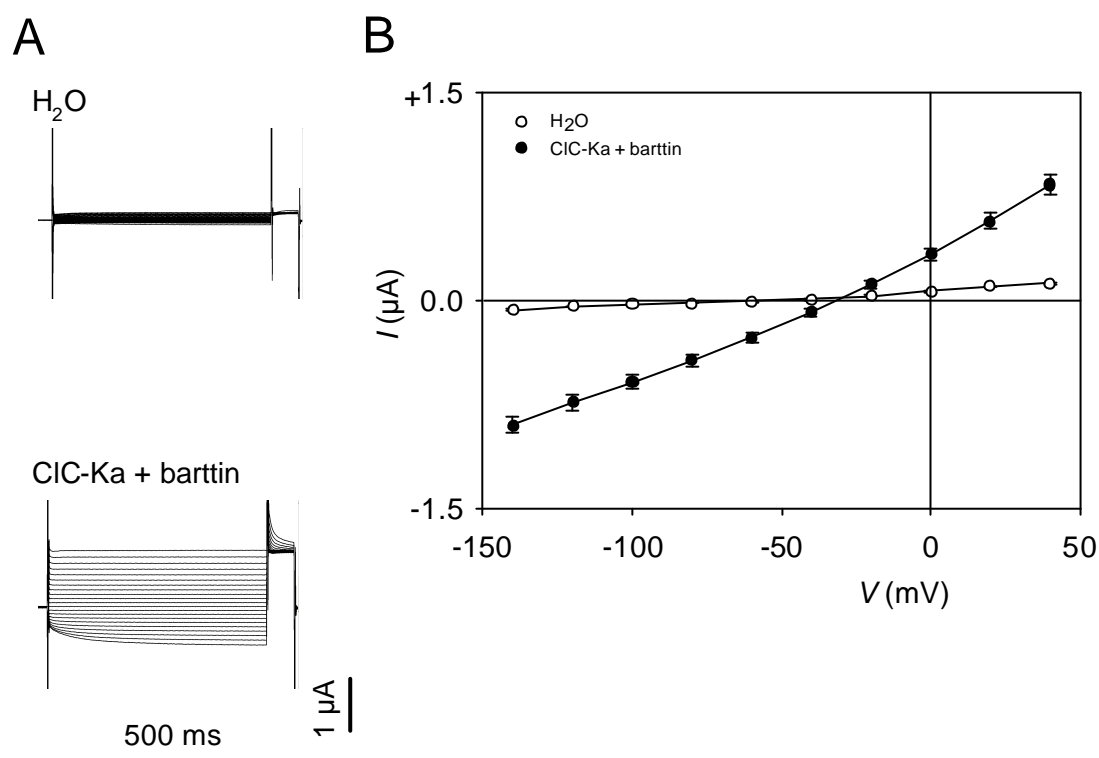 A
H₂O
ClC-Ka + barttin
500 ms
1 µA
B
+1.5
0.0
-1.5
I (µA)
H₂O
ClC-Ka + barttin
-150
-100
-50
0
50
V (mV)